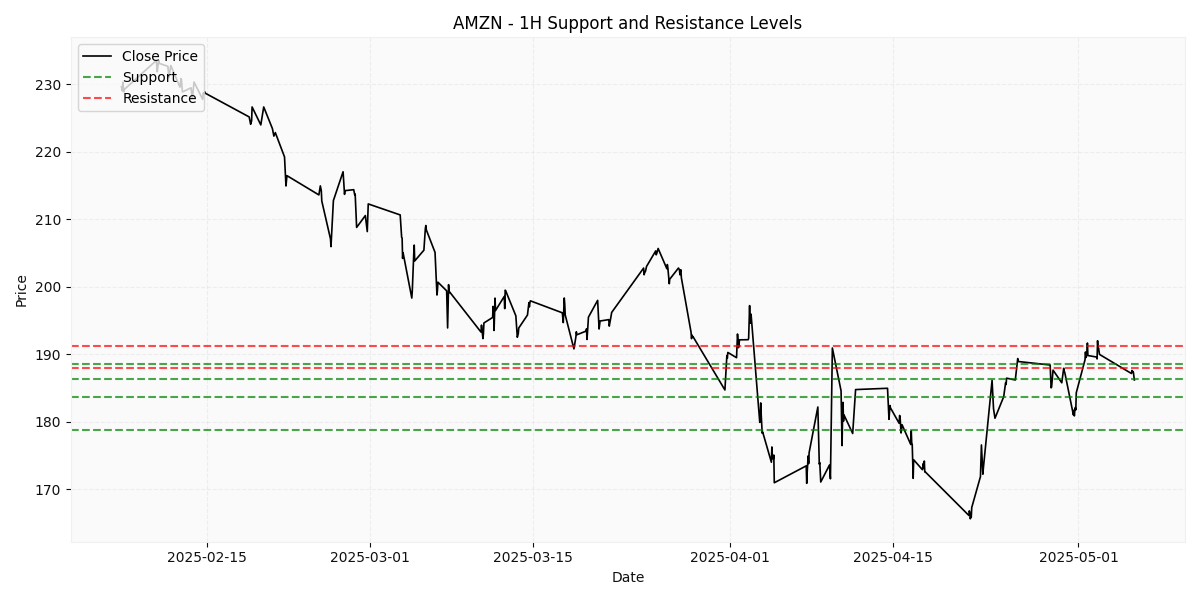 AMZN - 1H Support and Resistance Levels
Close Price
Support
Resistance
Price
230
220
210
200
190
180
170
2025-02-15
2025-03-01
2025-03-15
2025-04-01
2025-04-15
2025-05-01
Date